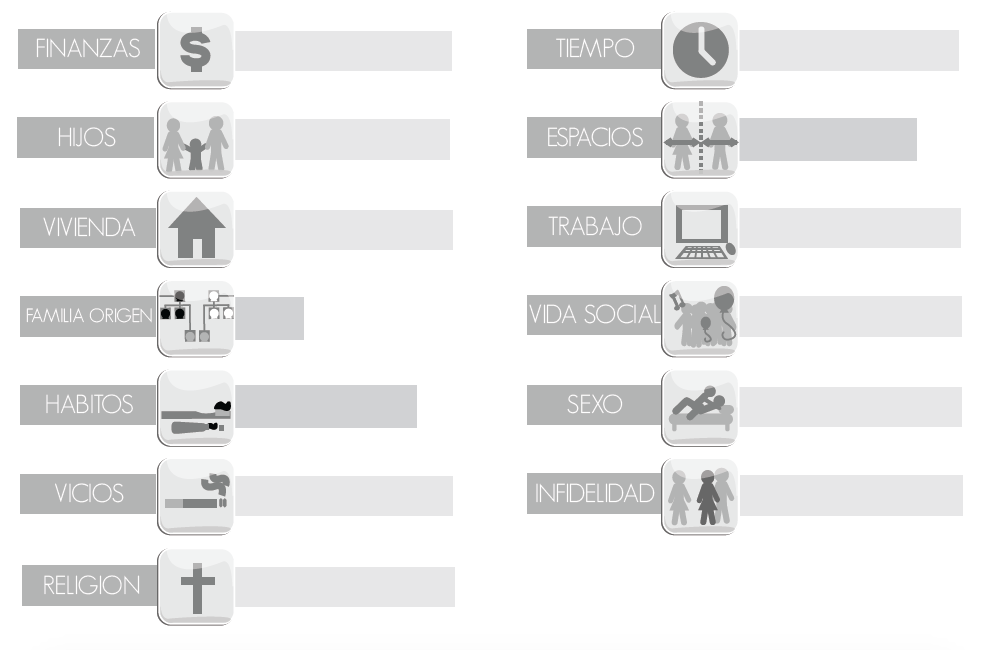 FINANZAS
HIJOS
VIVIENDA
FAMILIA ORIGEN
HABITOS
VICIOS
RELIGION
TIEMPO
ESPACIOS
TRABAJO
VIDA SOCIAL
SEXO
INFIDELIDAD